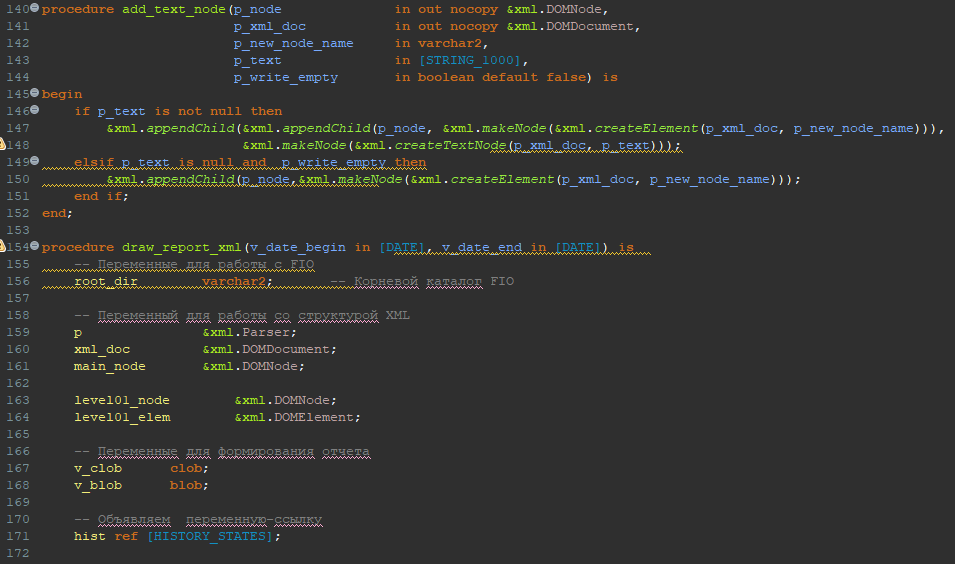 140 procedure add_text_node(p_node in out nocopy &xml.DOMNode,
141 p_xml_doc in out nocopy &xml.DOMDocument,
142 p_new_node_name in varchar2,
143 p_text in [STRING_1000],
144 p_write_empty in boolean default false) is
145 begin
146 if p_text is not null then
147 &xml.appendChild(&xml.appendChild(p_node, &xml.makeNode(&xml.createElement(p_xml_doc, p_new_node_name))),
148 &xml.makeNode(&xml.createTextNode(p_xml_doc, p_text)));
149 elsif p_text is null and  p_write_empty then
150 &xml.appendChild(p_node,&xml.makeNode(&xml.createElement(p_xml_doc, p_new_node_name)));
151 end if;
152 end;
153
154 procedure draw_report_xml(v_date_begin in [DATE], v_date_end in [DATE]) is
155 -- Переменные для работы с FIO
156 root_dir varchar2; -- Корневой каталог FIO
157
158 -- Переменный для работы со структурой XML
159 p &xml.Parser;
160 xml_doc &xml.DOMDocument;
161 main_node &xml.DOMNode;
162
163 level01_node &xml.DOMNode;
164 level01_elem &xml.DOMElement;
165
166 -- Переменные для формирования отчета
167 v_clob clob;
168 v_blob blob;
169
170 -- Объявляем  переменную-ссылку
171 hist ref [HISTORY_STATES];
172